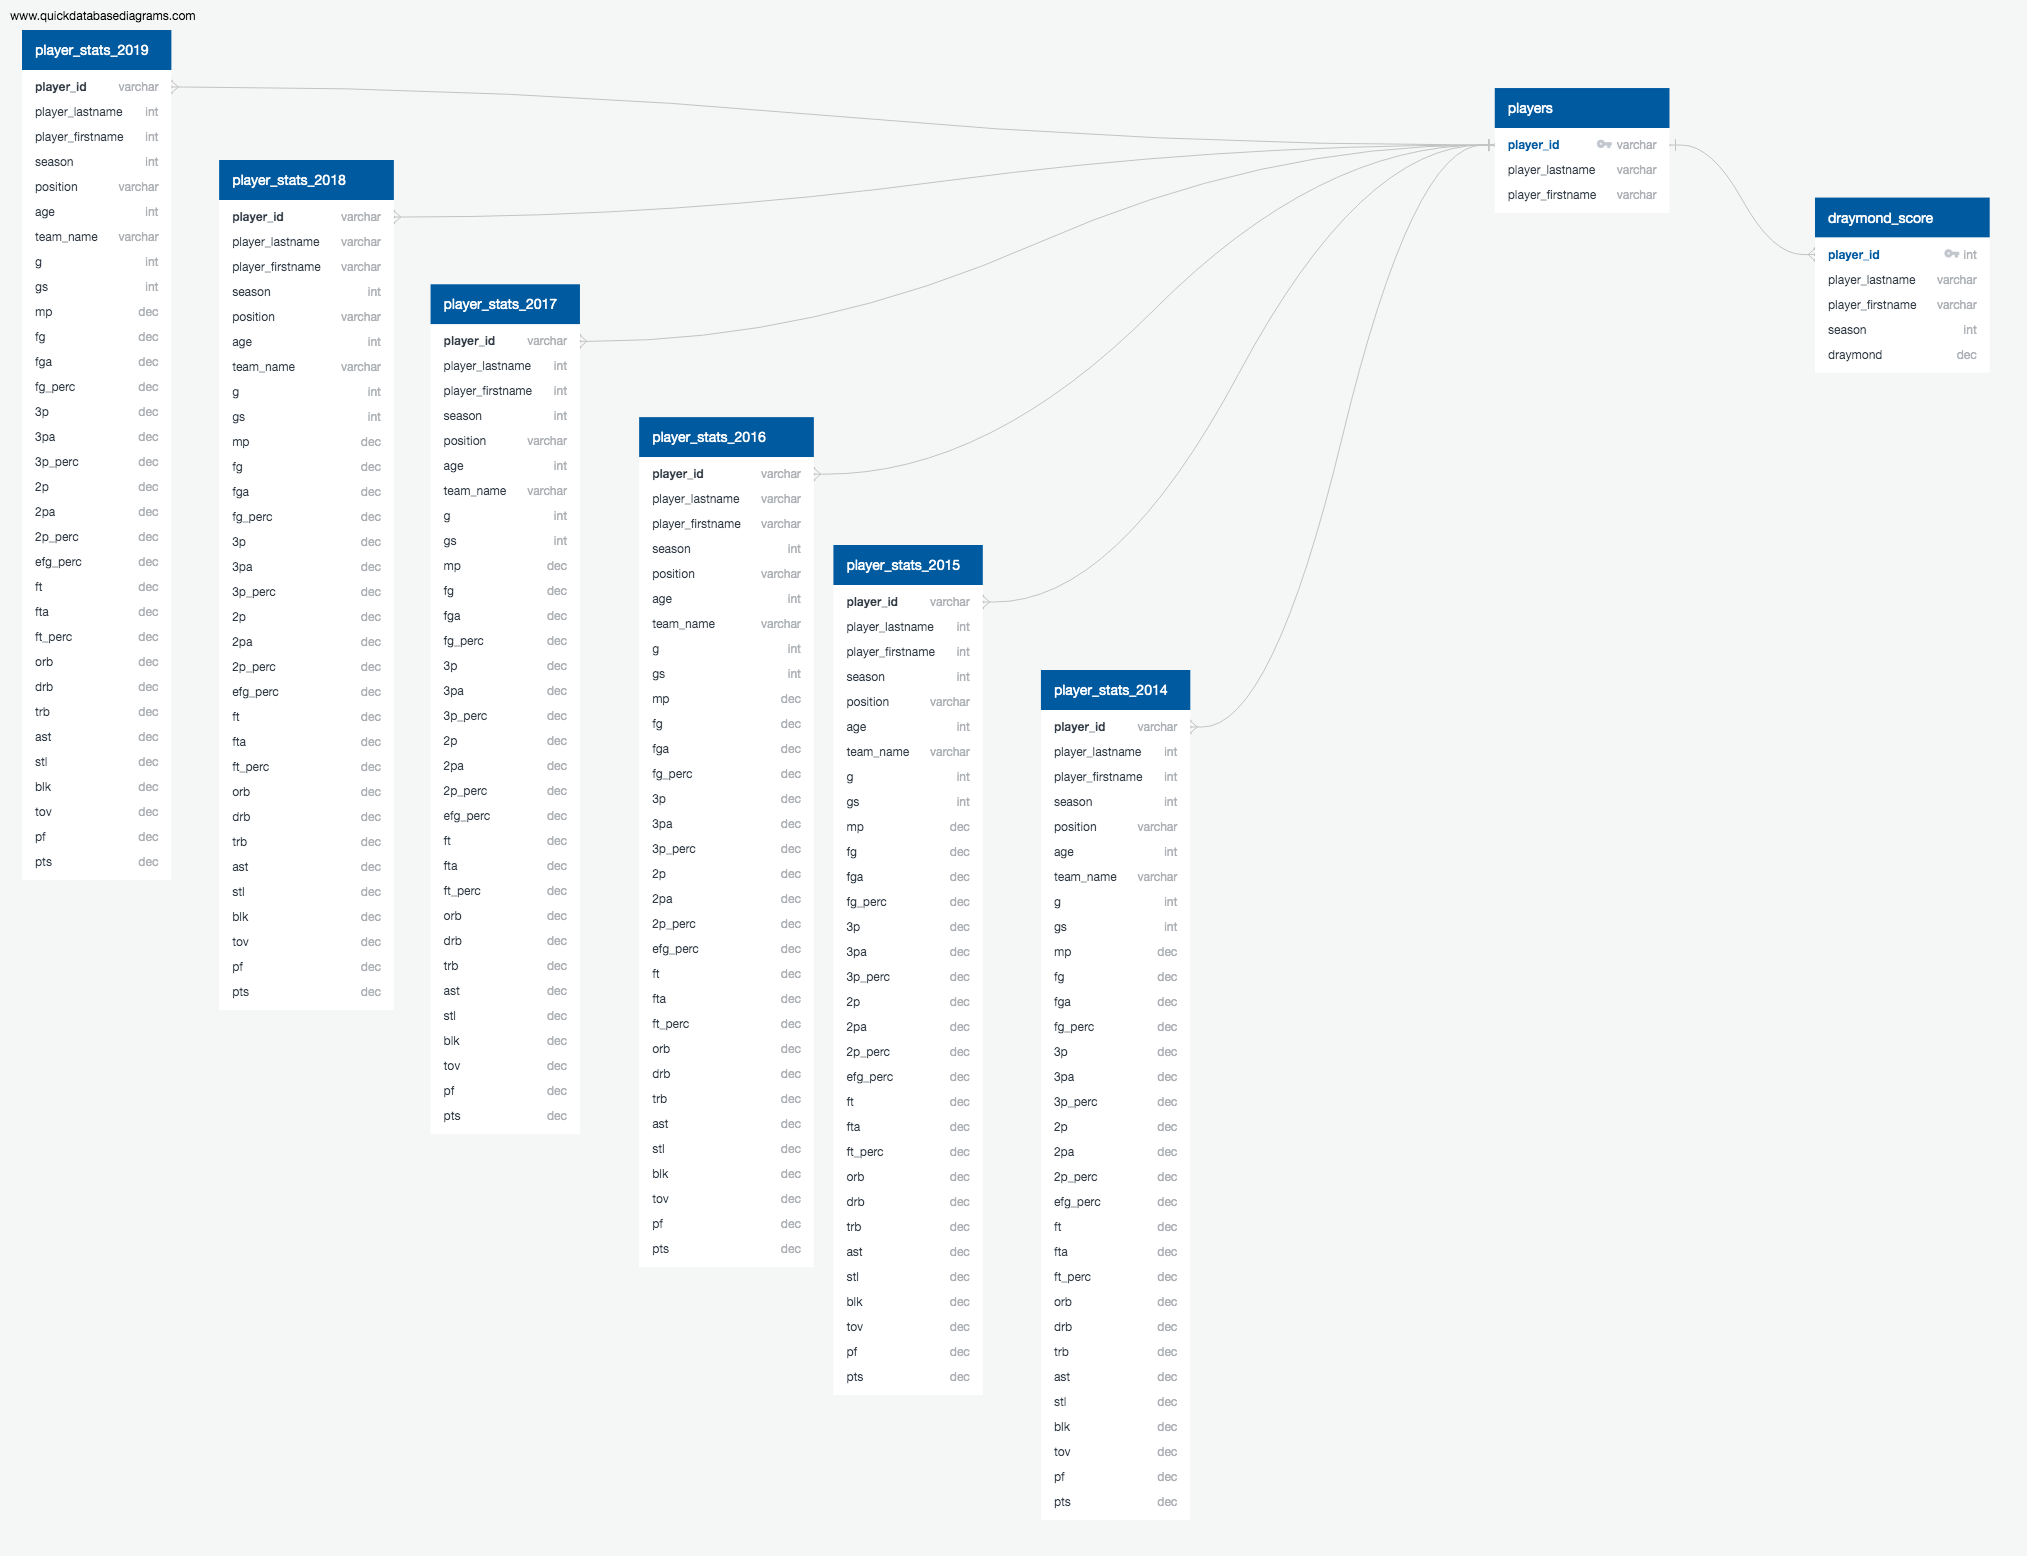 www.quickdatabasediagrams.com
player_stats_2019
player_id varchar
player_lastname int
player_firstname int
season int
position varchar
age int
team_name varchar
g int
gs int
mp dec
fg dec
fga dec
fg_perc dec
3p dec
3pa dec
3p_perc dec
2p dec
2pa dec
2p_perc dec
efg_perc dec
ft dec
fta dec
ft_perc dec
orb dec
drb dec
trb dec
ast dec
stl dec
blk dec
tov dec
pf dec
pts dec
player_stats_2018
player_id varchar
player_lastname varchar
player_firstname varchar
season int
position varchar
age int
team_name varchar
g int
gs int
mp dec
fg dec
fga dec
fg_perc dec
3p dec
3pa dec
3p_perc dec
2p dec
2pa dec
2p_perc dec
efg_perc dec
ft dec
fta dec
ft_perc dec
orb dec
drb dec
trb dec
ast dec
stl dec
blk dec
tov dec
pf dec
pts dec
player_stats_2017
player_id varchar
player_lastname int
player_firstname int
season int
position varchar
age int
team_name varchar
g int
gs int
mp dec
fg dec
fga dec
fg_perc dec
3p dec
3pa dec
3p_perc dec
2p dec
2pa dec
2p_perc dec
efg_perc dec
ft dec
fta dec
ft_perc dec
orb dec
drb dec
trb dec
ast dec
stl dec
blk dec
tov dec
pf dec
pts dec
player_stats_2016
player_id varchar
player_lastname varchar
player_firstname varchar
season int
position varchar
age int
team_name varchar
g int
gs int
mp dec
fg dec
fga dec
fg_perc dec
3p dec
3pa dec
3p_perc dec
2p dec
2pa dec
2p_perc dec
efg_perc dec
ft dec
fta dec
ft_perc dec
orb dec
drb dec
trb dec
ast dec
stl dec
blk dec
tov dec
pf dec
pts dec
player_stats_2015
player_id varchar
player_lastname int
player_firstname int
season int
position varchar
age int
team_name varchar
g int
gs int
mp dec
fg dec
fga dec
fg_perc dec
3p dec
3pa dec
3p_perc dec
2p dec
2pa dec
2p_perc dec
efg_perc dec
ft dec
fta dec
ft_perc dec
orb dec
drb dec
trb dec
ast dec
stl dec
blk dec
tov dec
pf dec
pts dec
player_stats_2014
player_id varchar
player_lastname int
player_firstname int
season int
position varchar
age int
team_name varchar
g int
gs int
mp dec
fg dec
fga dec
fg_perc dec
3p dec
3pa dec
3p_perc dec
2p dec
2pa dec
2p_perc dec
efg_perc dec
ft dec
fta dec
ft_perc dec
orb dec
drb dec
trb dec
ast dec
stl dec
blk dec
tov dec
pf dec
pts dec
players
player_id varchar
player_lastname varchar
player_firstname varchar
draymond_score
player_id int
player_lastname varchar
player_firstname varchar
season int
draymond dec